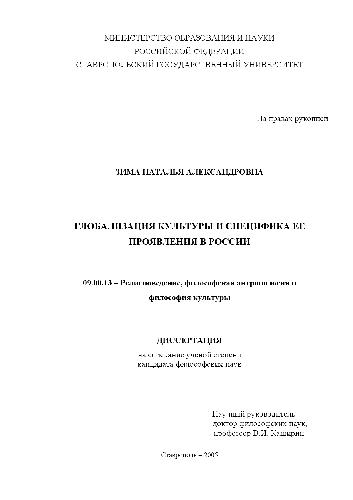 МИНИСТЕРСТВО ОБРАЗОВАНИЯ И НАУКИ
РОССИЙСКОЙ ФЕДЕРАЦИИ
СТАВРОПОЛЬСКИЙ ГОСУДАРСТВЕННЫЙ УНИВЕРСИТЕТ
На правах рукописи
ЗИМА НАТАЛЬЯ АЛЕКСАНДРОВНА
ГЛОБАЛИЗАЦИЯ КУЛЬТУРЫ И СПЕЦИФИКА ЕЕ
ПРОЯВЛЕНИЯ В РОССИИ
09.00.13 – Религиоведение, философская антропология и
философия культуры
ДИССЕРТАЦИЯ
на соискание ученой степени
кандидата философских наук
Научный руководитель
доктор философских наук,
профессор В.И. Каширин
Ставрополь – 2005